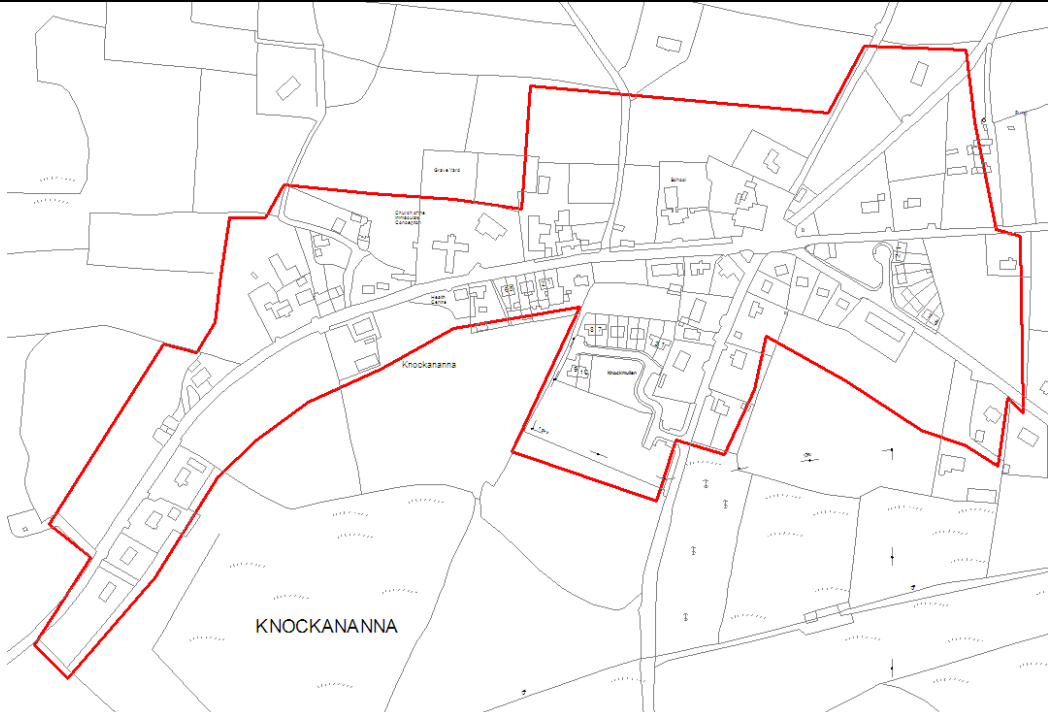 Grave Yard
School
Church of the
Immaculate
Conception
Health
Centre
Knockananna
Knockmullen
KNOCKANANNA